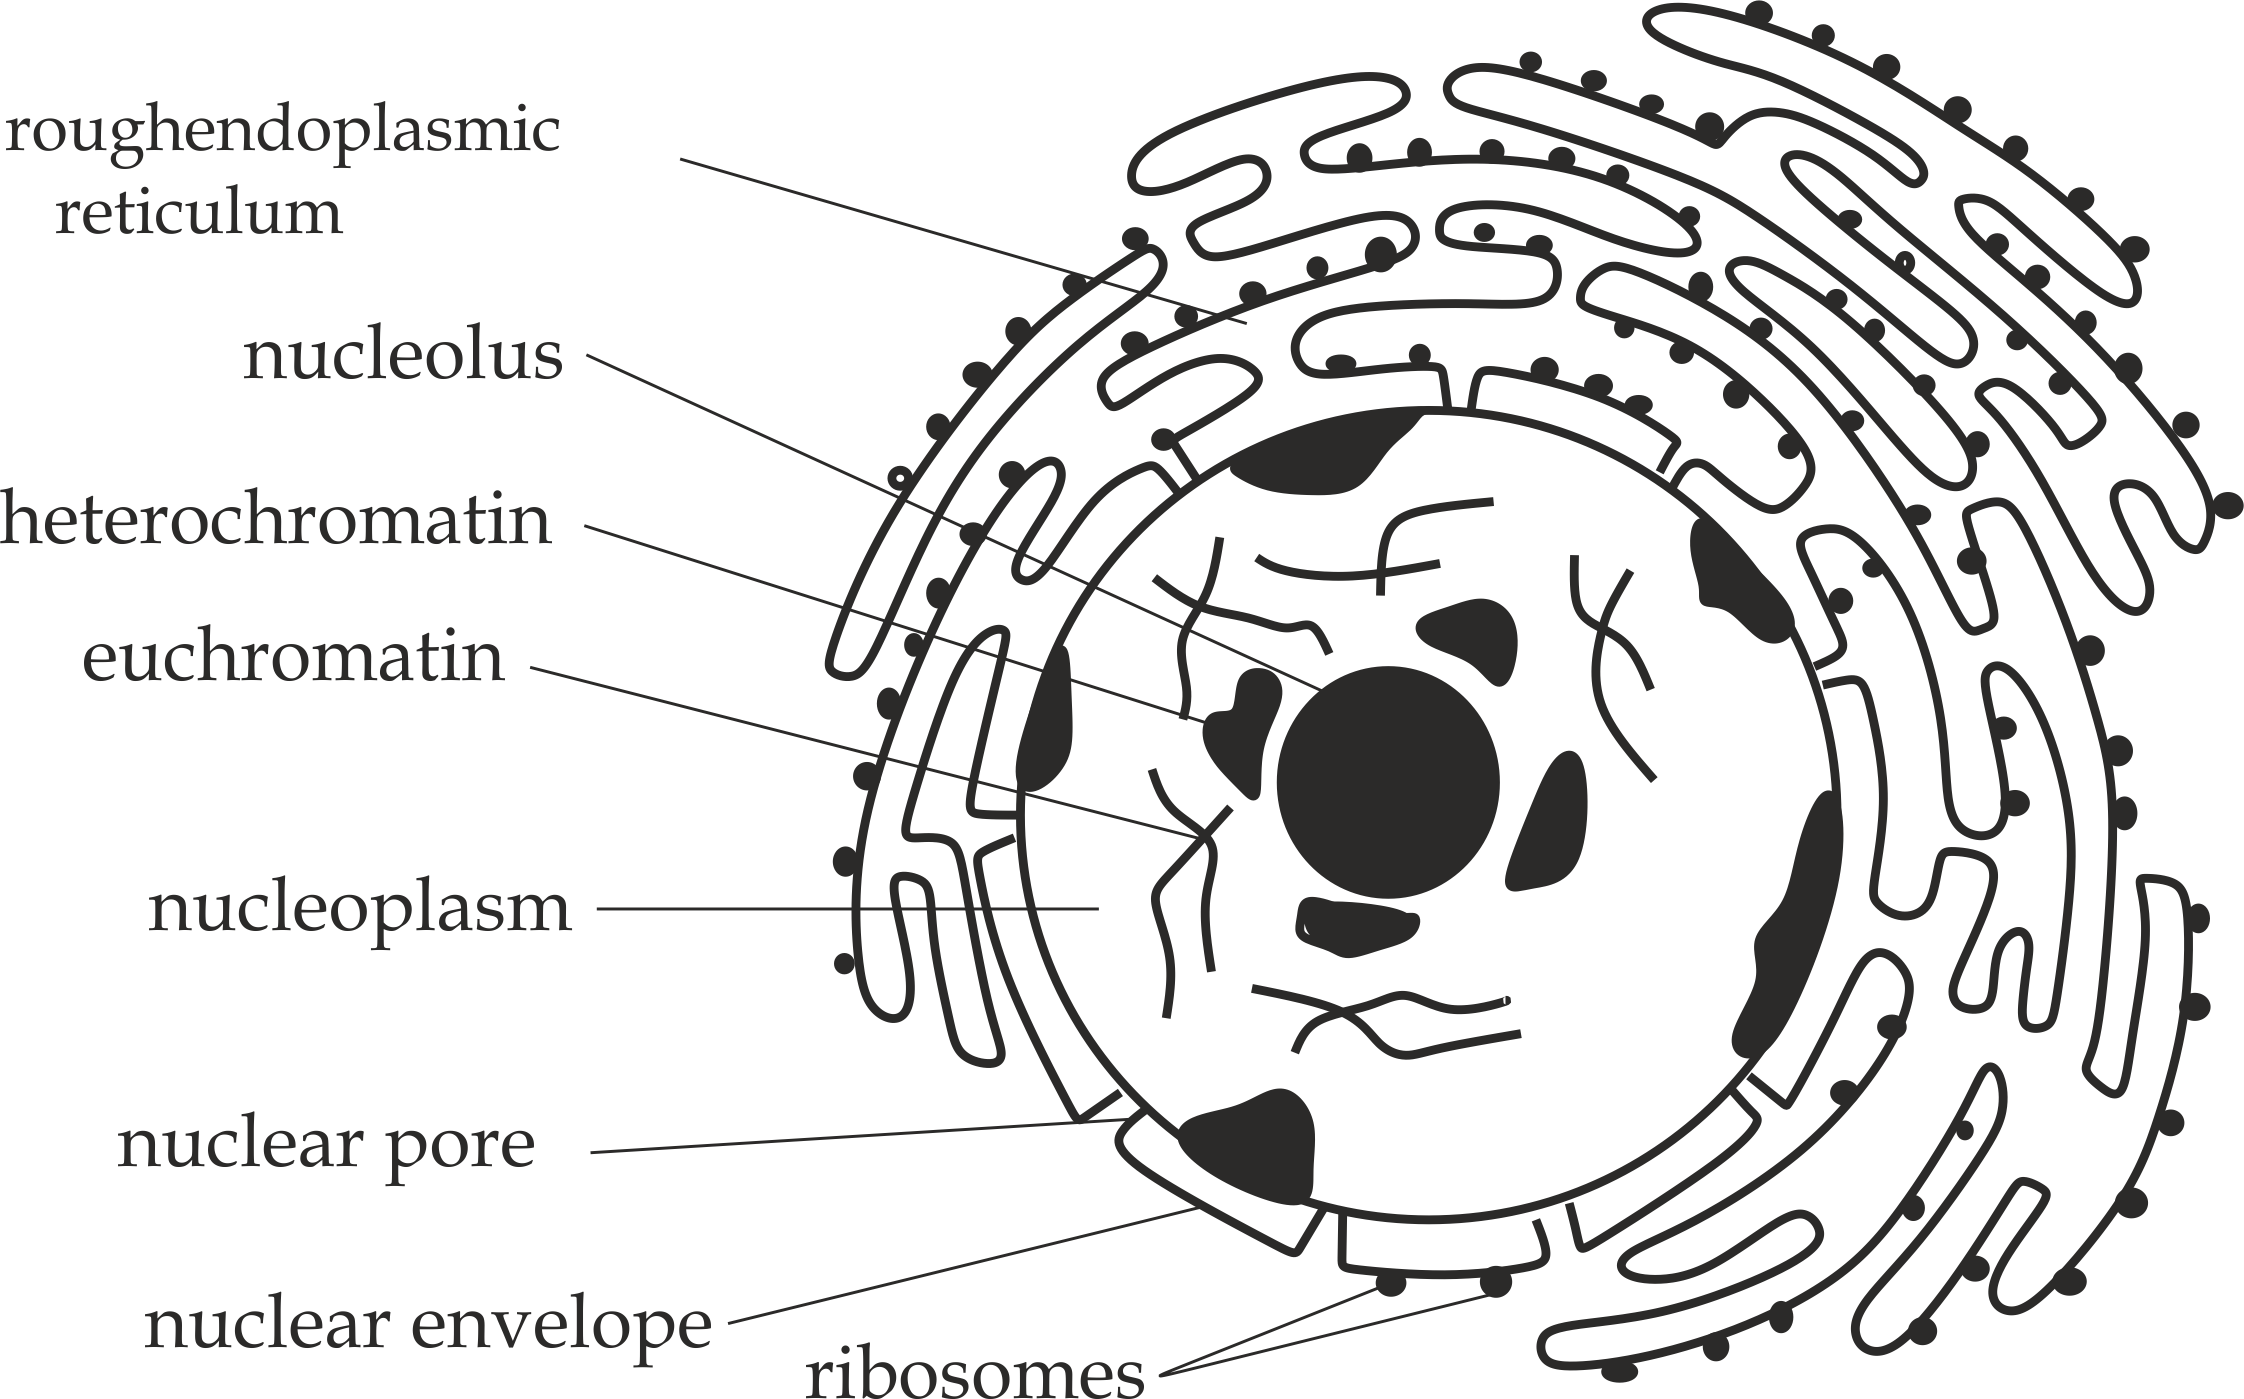 roughendoplasmic
reticulum
nucleolus
heterochromatin
euchromatin
nucleoplasm
nuclear pore
nuclear envelope
ribosomes